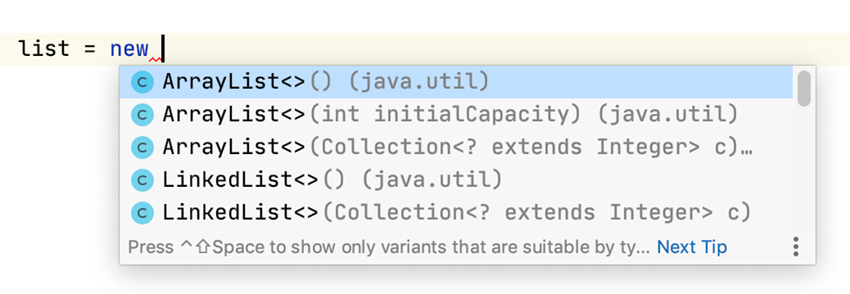 list = new
C ArrayList<>() (java.util)
C ArrayList<>(int initialCapacity) (java.util)
C ArrayList<>(Collection<? extends Integer> c)…
C LinkedList<>() (java.util)
C LinkedList<>(Collection<? extends Integer> c)
Press ^⇧Space to show only variants that are suitable by ty... Next Tip